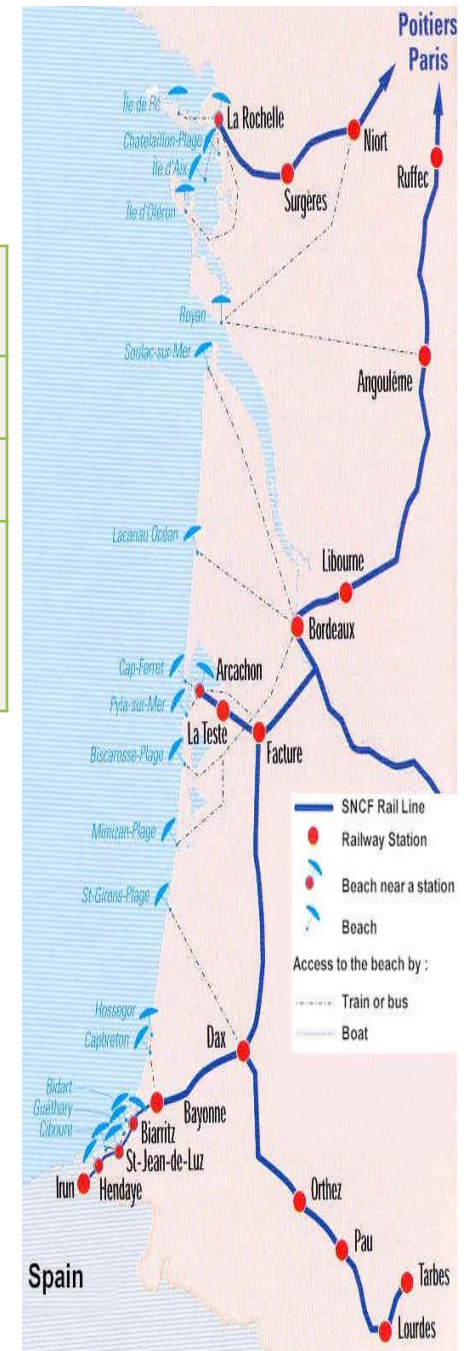 Poitiers
Paris
Île de Ré
La Rochelle
Chatelaillon-Plage
Niort
Île d'Aix
Surgères
Ruffec
Île d'Oléron
Royan
Soulac-sur-Mer
Angoulême
Lacanau Océan
Libourne
Bordeaux
Cap-Ferret
Arcachon
Pyla-sur-Mer
La Teste
Facture
Biscarosse-Plage
SNCF Rail Line
Railway Station
Mimizan-Plage
Beach near a station
St-Girons-Plage
Beach
Access to the beach by :
Train or bus
Boat
Hossegor
Capbreton
Dax
Bidart
Guéthary
Ciboure
Bayonne
Biarritz
St-Jean-de-Luz
Irun
Hendaye
Orthez
Pau
Spain
Tarbes
Lourdes